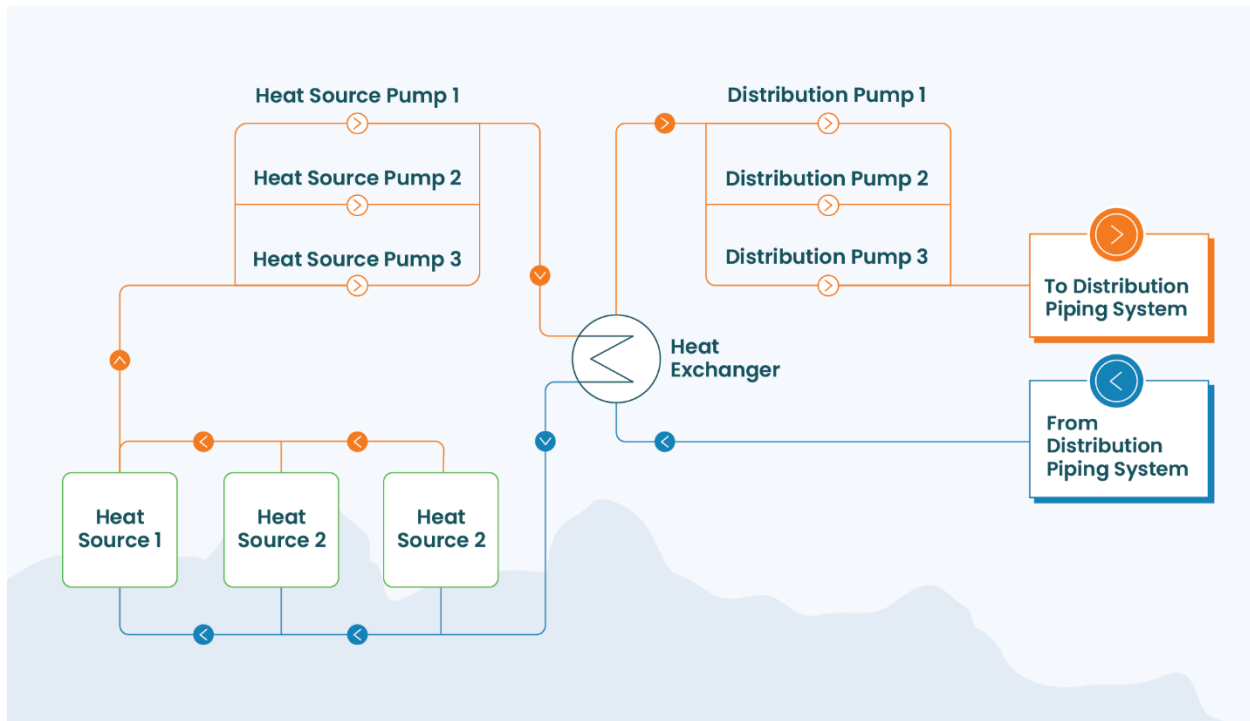 Heat Source Pump 1
Distribution Pump 1
Heat Source Pump 2
Distribution Pump 2
Heat Source Pump 3
Distribution Pump 3
To Distribution
Piping System
Heat
Exchanger
From
Distribution
Piping System
Heat
Source 1
Heat
Source 2
Heat
Source 2